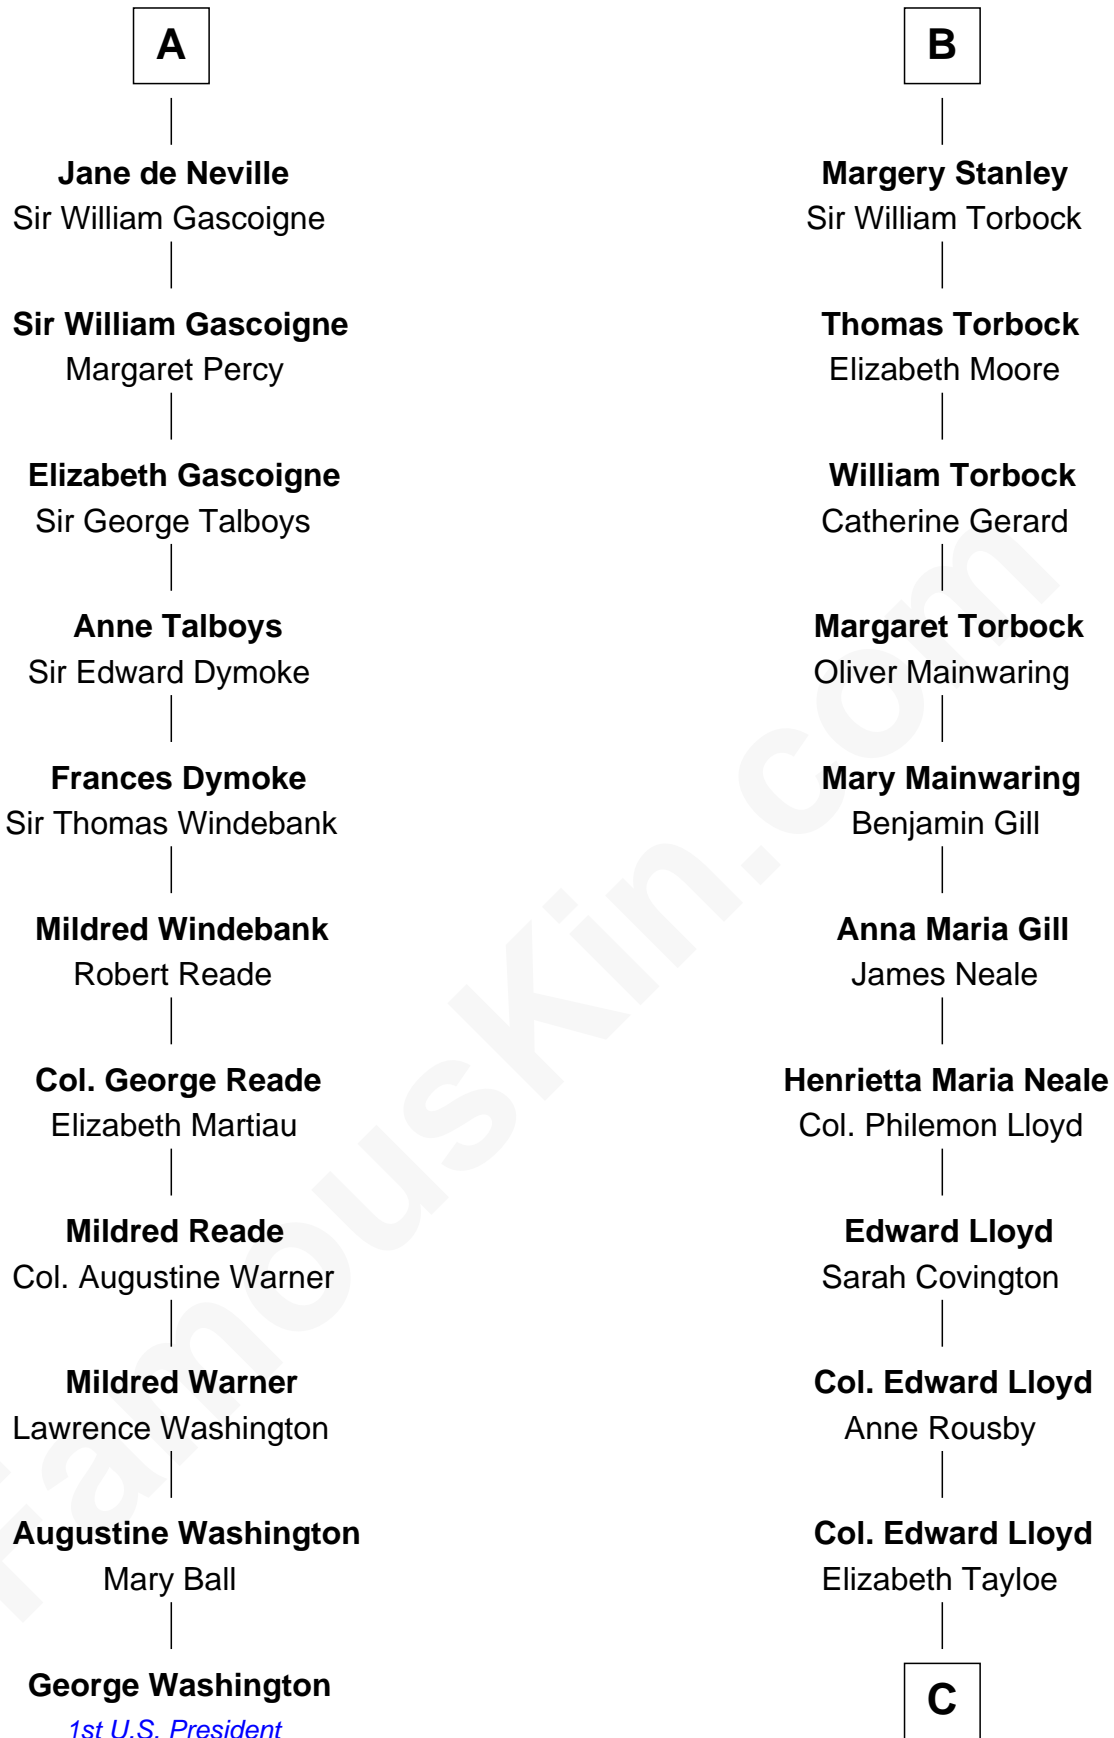 A
Jane de Neville
Sir William Gascoigne
Sir William Gascoigne
Margaret Percy
Elizabeth Gascoigne
Sir George Talboys
Anne Talboys
Sir Edward Dymoke
Frances Dymoke
Sir Thomas Windebank
Mildred Windebank
Robert Reade
Col. George Reade
Elizabeth Martiau
Mildred Reade
Col. Augustine Warner
Mildred Warner
Lawrence Washington
Augustine Washington
Mary Ball
George Washington
1st U.S. President
B
Margery Stanley
Sir William Torbock
Thomas Torbock
Elizabeth Moore
William Torbock
Catherine Gerard
Margaret Torbock
Oliver Mainwaring
Mary Mainwaring
Benjamin Gill
Anna Maria Gill
James Neale
Henrietta Maria Neale
Col. Philemon Lloyd
Edward Lloyd
Sarah Covington
Col. Edward Lloyd
Anne Rousby
Col. Edward Lloyd
Elizabeth Tayloe
C
FamousKin.com